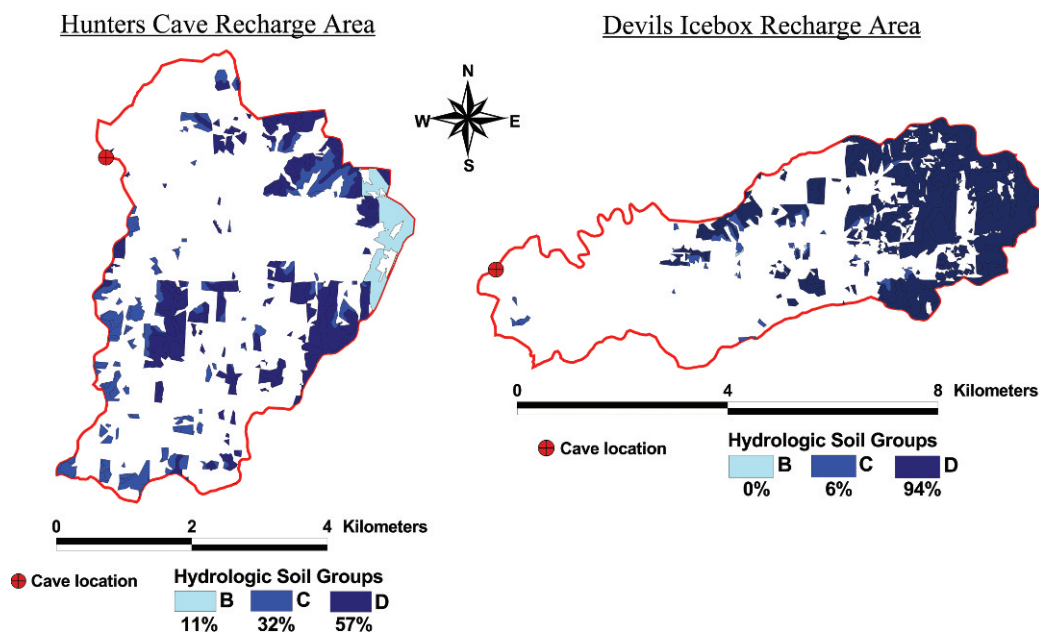 Hunters Cave Recharge Area
N
W E
S
0 2 4 Kilometers
Cave location
Hydrologic Soil Groups
B C D
11% 32% 57%
Devils Icebox Recharge Area
0 4 8 Kilometers
Cave location
Hydrologic Soil Groups
B C D
0% 6% 94%